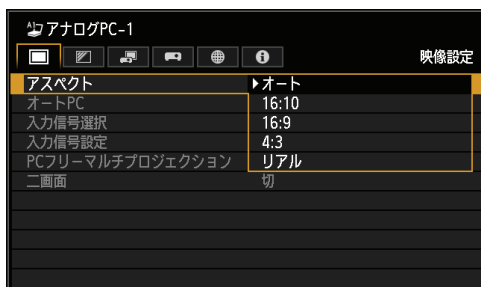 アナログPC-1
映像設定
アスペクト ▶オート
オートPC 16:10
入力信号選択 16:9
入力信号設定 4:3
PCフリーマルチプロジェクション リアル
二画面 切